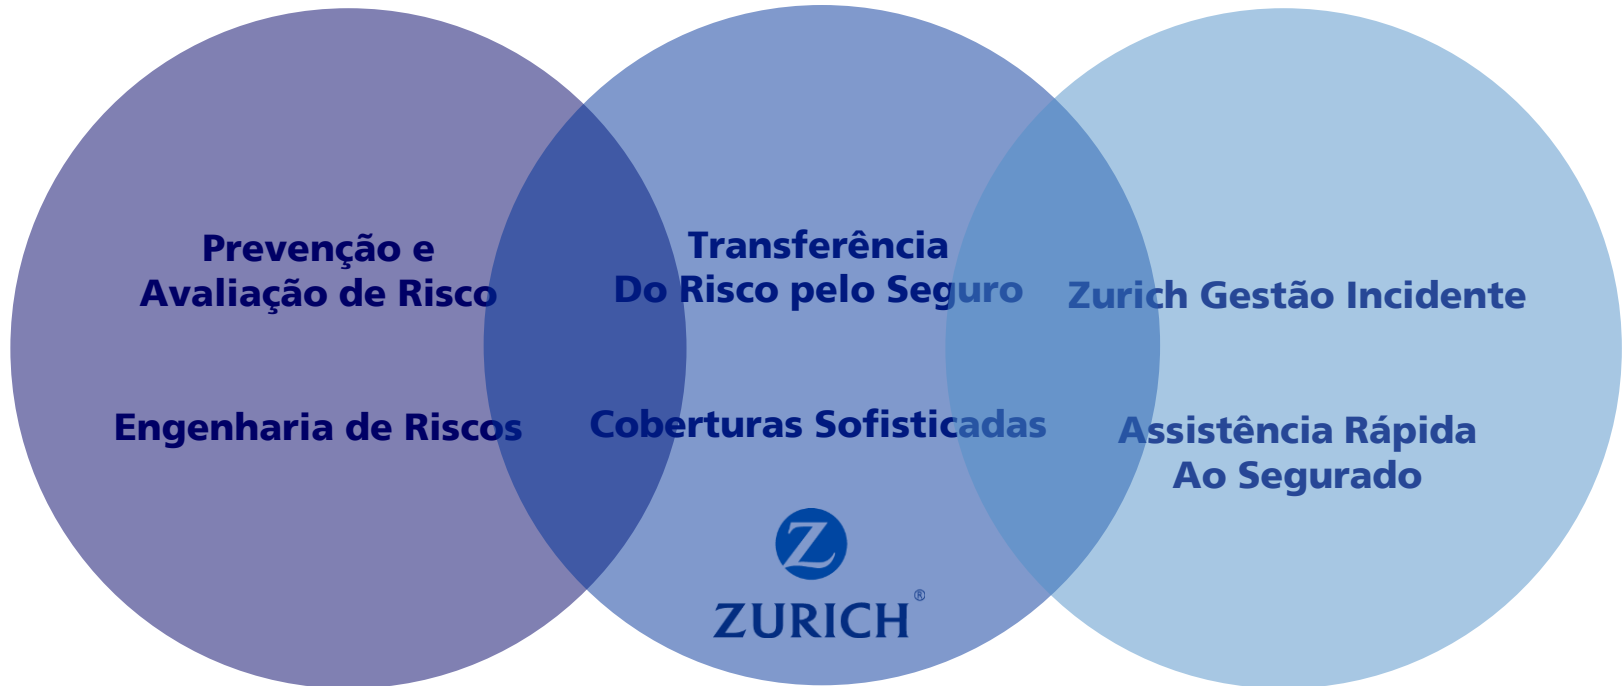 Prevenção e
Avaliação de Risco
Engenharia de Riscos
Transferência
Do Risco pelo Seguro
Coberturas Sofisticadas
ZURICH®
Zurich Gestão Incidente
Assistência Rápida
Ao Segurado